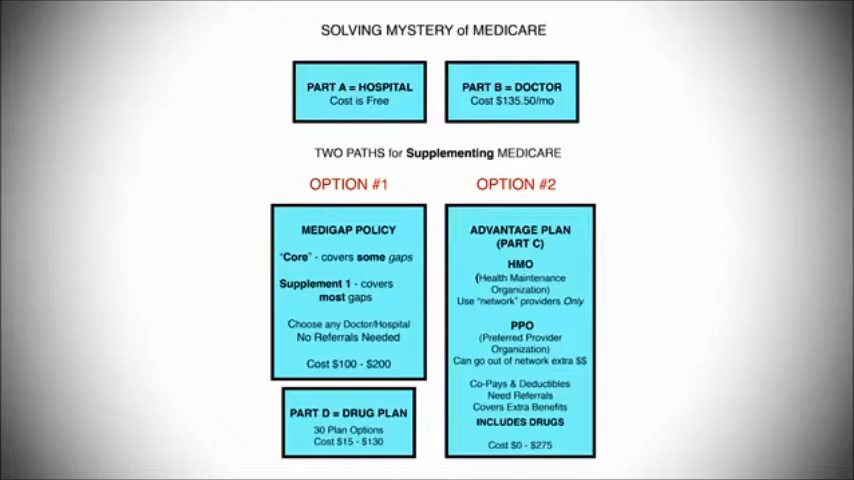 SOLVING MYSTERY of MEDICARE
PART A = HOSPITAL
Cost is Free
PART B = DOCTOR
Cost $135.50/mo
TWO PATHS for Supplementing MEDICARE
OPTION #1
MEDIGAP POLICY
“Core” - covers some gaps
Supplement 1 - covers
most gaps
Choose any Doctor/Hospital
No Referrals Needed
Cost $100 - $200
PART D = DRUG PLAN
30 Plan Options
Cost $15 - $130
OPTION #2
ADVANTAGE PLAN
(PART C)
HMO
(Health Maintenance
Organization)
Use “network” providers Only
PPO
(Preferred Provider
Organization)
Can go out of network extra $$
Co-Pays & Deductibles
Need Referrals
Covers Extra Benefits
INCLUDES DRUGS
Cost $0 - $275